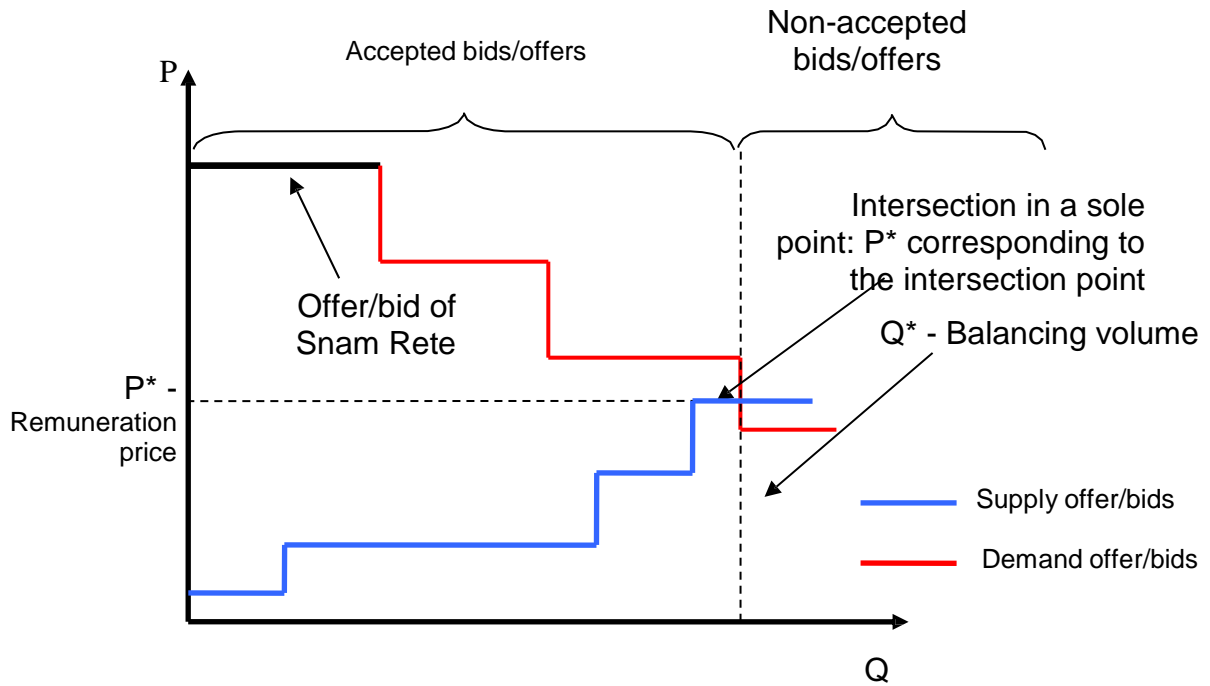 Accepted bids/offers
Non-accepted
bids/offers
P
Intersection in a sole
point: P* corresponding to
the intersection point
Offer/bid of
Snam Rete
Q* - Balancing volume
P* -
Remuneration
price
Supply offer/bids
Demand offer/bids
Q